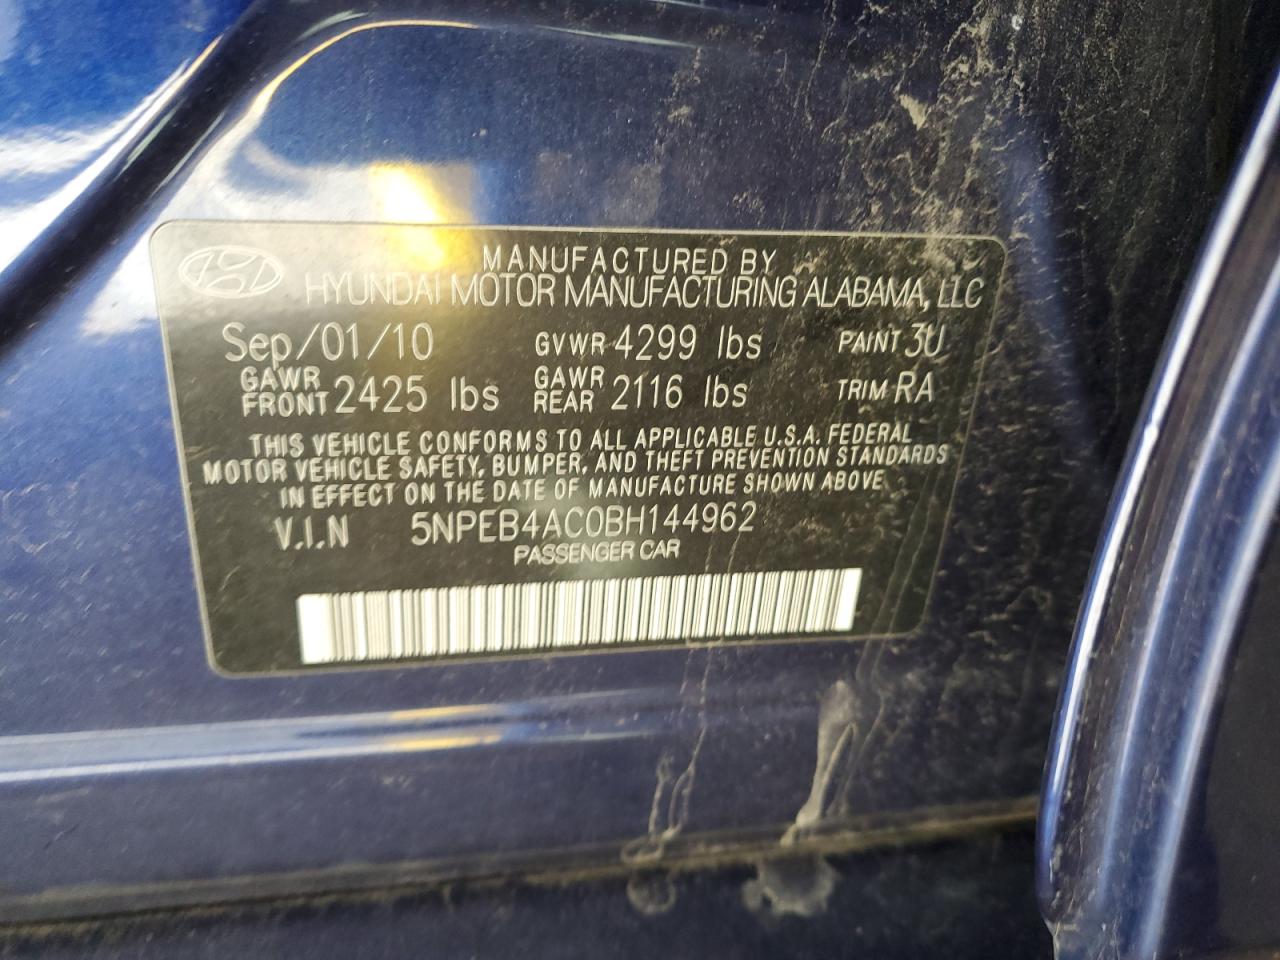 MANUFACTURED BY
HYUNDAI MOTOR MANUFACTURING ALABAMA, LLC
Sep/01/10 GVWR 4299 lbs PAINT 3U
GAWR FRONT 2425 lbs GAWR REAR 2116 lbs TRIM RA
THIS VEHICLE CONFORMS TO ALL APPLICABLE U.S.A. FEDERAL
MOTOR VEHICLE SAFETY, BUMPER, AND THEFT PREVENTION STANDARDS
IN EFFECT ON THE DATE OF MANUFACTURE SHOWN ABOVE
V.I.N 5NPEB4AC0BH144962
PASSENGER CAR